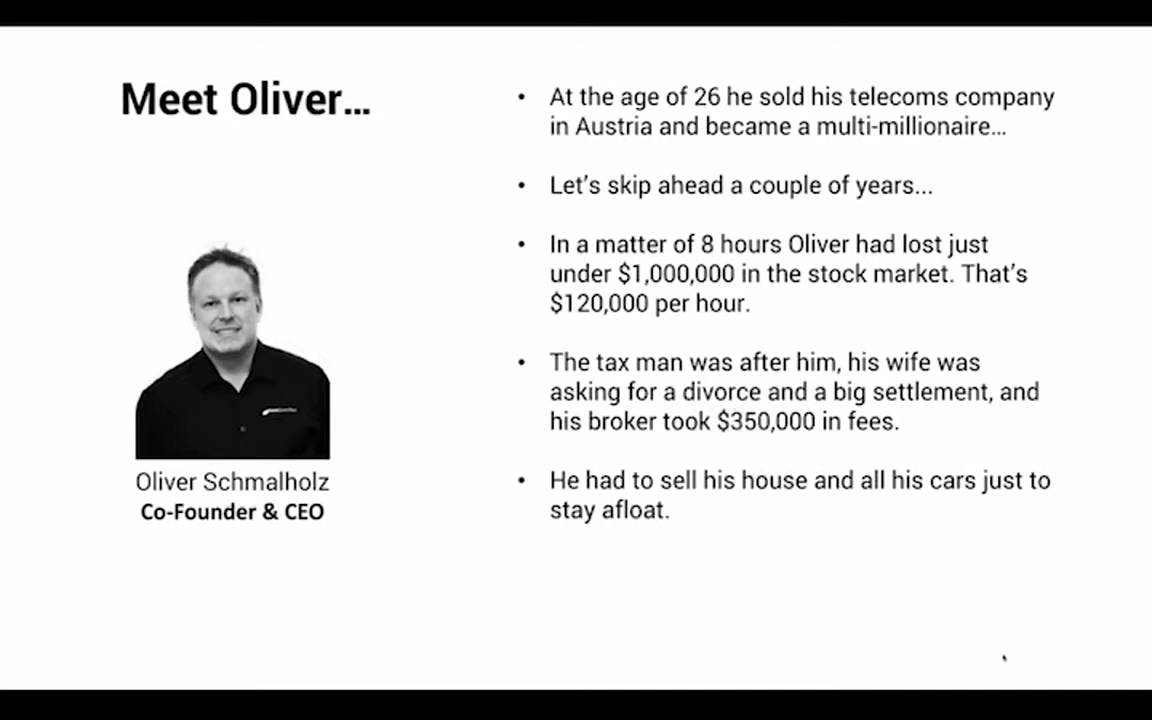 Meet Oliver...
• At the age of 26 he sold his telecoms company
in Austria and became a multi-millionaire...
• Let's skip ahead a couple of years...
• In a matter of 8 hours Oliver had lost just
under $1,000,000 in the stock market. That's
$120,000 per hour.
• The tax man was after him, his wife was
asking for a divorce and a big settlement, and
his broker took $350,000 in fees.
• He had to sell his house and all his cars just to
stay afloat.
Oliver Schmalholz
Co-Founder & CEO